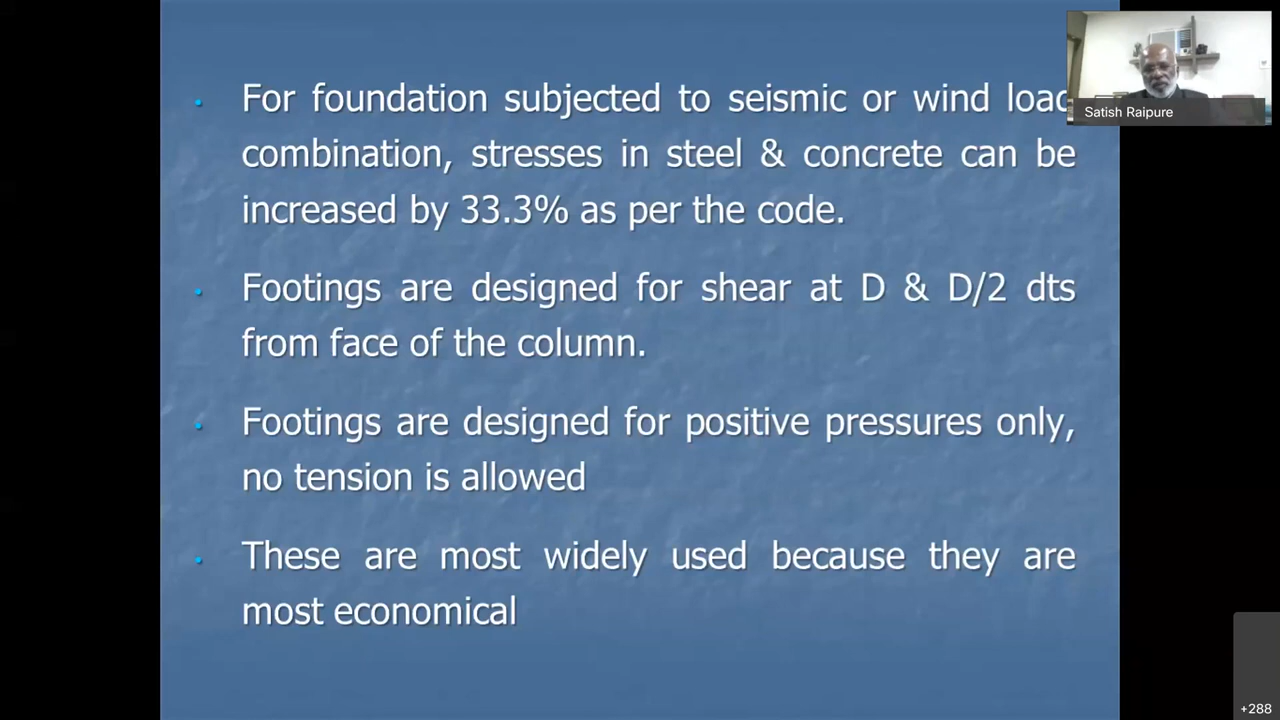 For foundation subjected to seismic or wind load
combination, stresses in steel & concrete can be
increased by 33.3% as per the code.
Footings are designed for shear at D & D/2 dts
from face of the column.
Footings are designed for positive pressures only,
no tension is allowed
These are most widely used because they are
most economical
Satish Raipure
+288